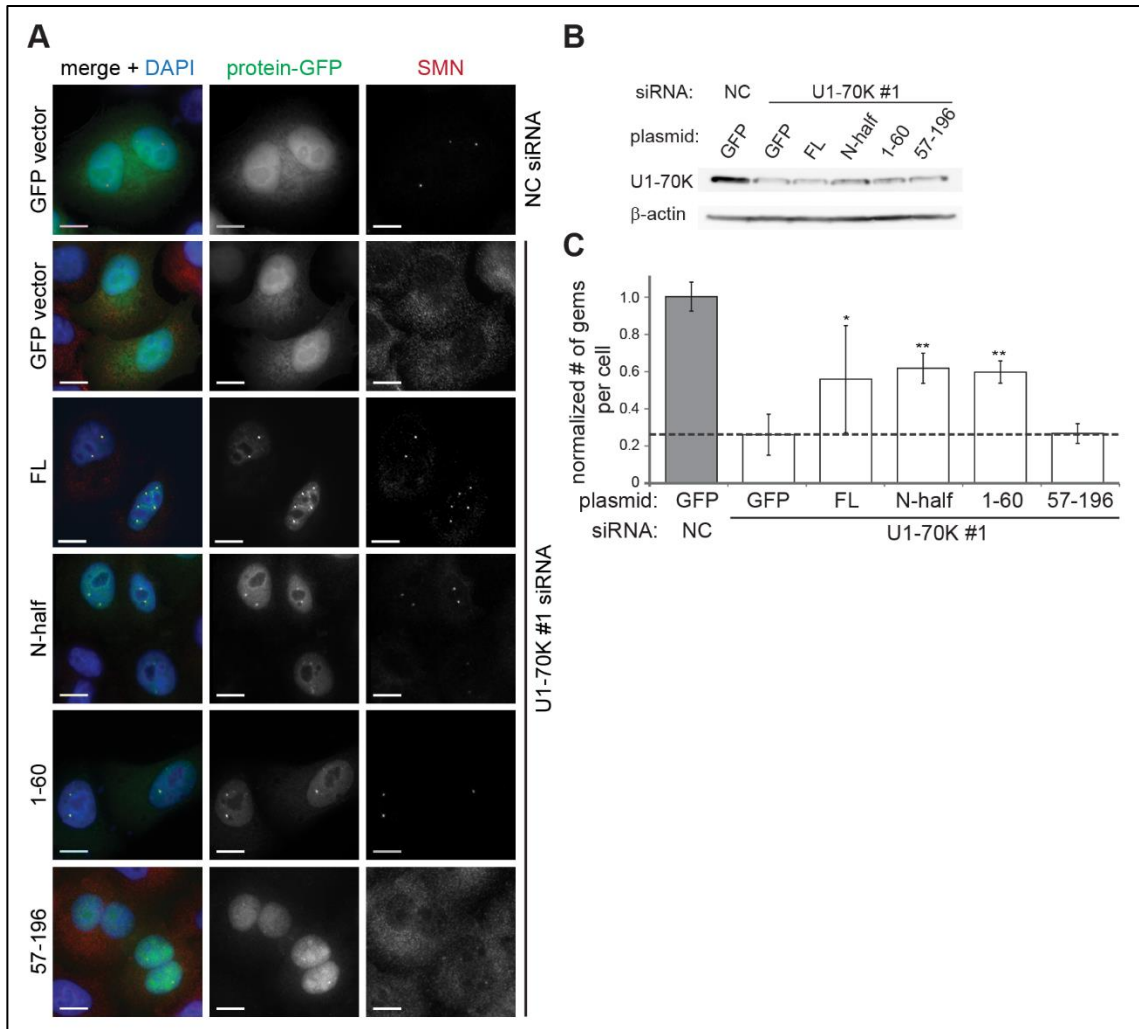 A
merge + DAPI protein-GFP SMN
GFP vector
NC siRNA
GFP vector
FL
N-half
1-60
57-196
U1-70K #1 siRNA
B
siRNA: NC U1-70K #1
plasmid: GFP GFP FL N-half 1-60 57-196
U1-70K
β-actin
C
normalized # of gems
per cell
1.0
0.8
0.6
0.4
0.2
0
* ** **
plasmid: GFP GFP FL N-half 1-60 57-196
siRNA: NC U1-70K #1